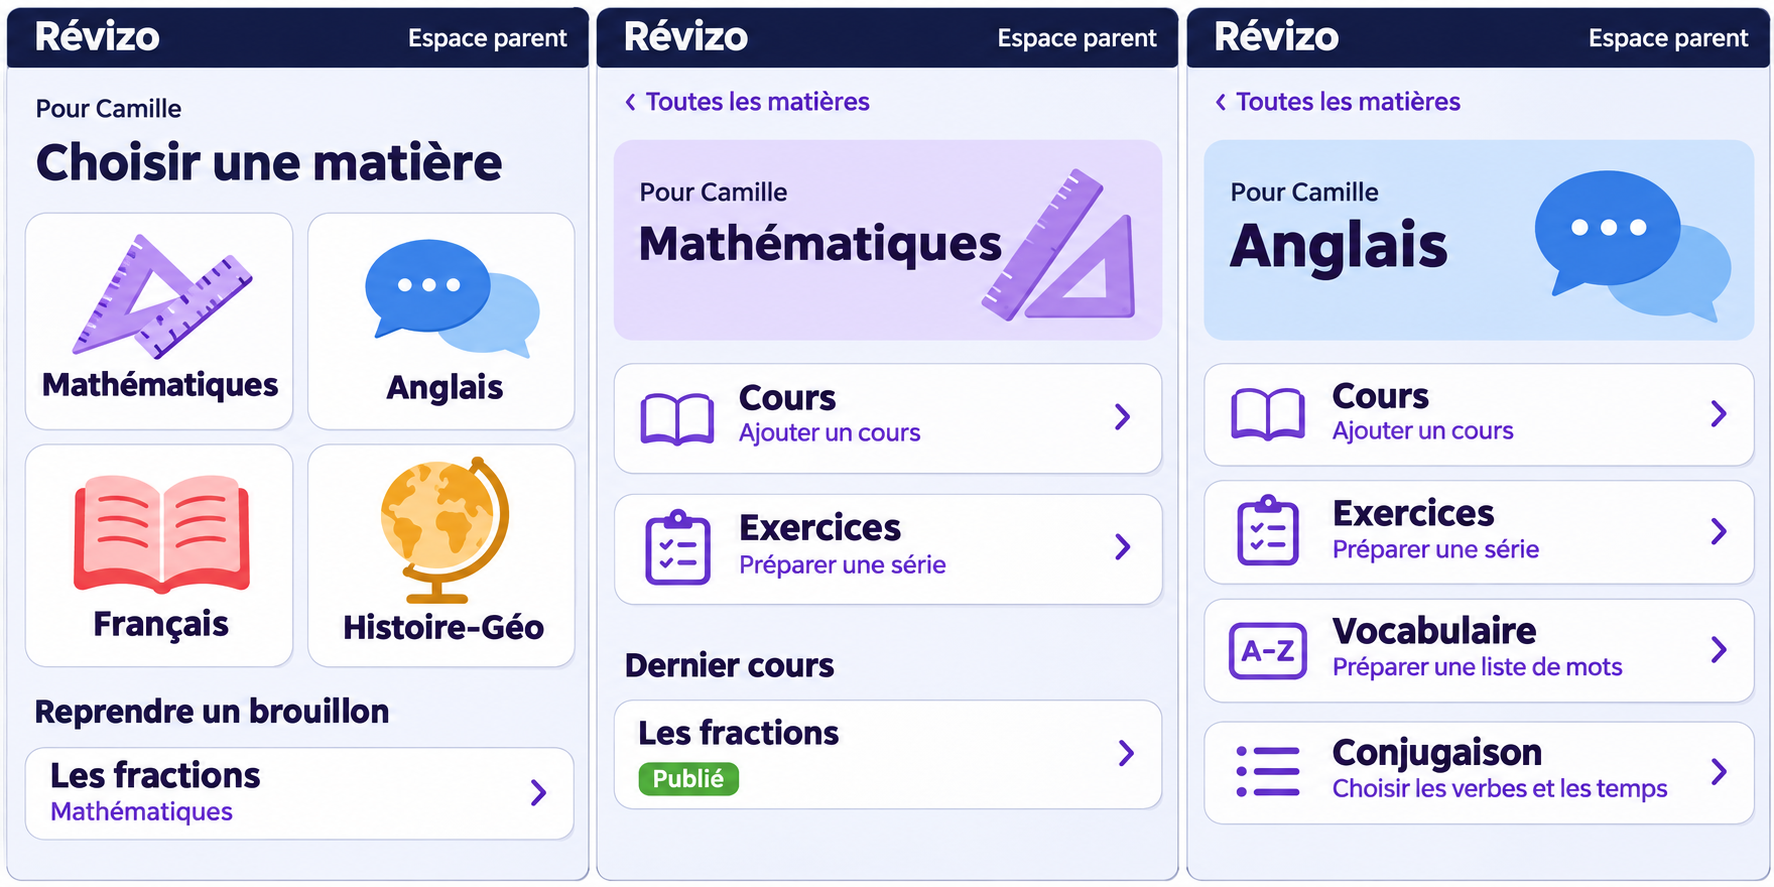 Révizo
Espace parent
Pour Camille
Choisir une matière
Mathématiques
Anglais
Français
Histoire-Géo
Reprendre un brouillon
Les fractions
Mathématiques
Révizo
Espace parent
‹ Toutes les matières
Pour Camille
Mathématiques
Cours
Ajouter un cours
Exercices
Préparer une série
Dernier cours
Les fractions
Publié
Révizo
Espace parent
‹ Toutes les matières
Pour Camille
Anglais
Cours
Ajouter un cours
Exercices
Préparer une série
A-Z
Vocabulaire
Préparer une liste de mots
Conjugaison
Choisir les verbes et les temps